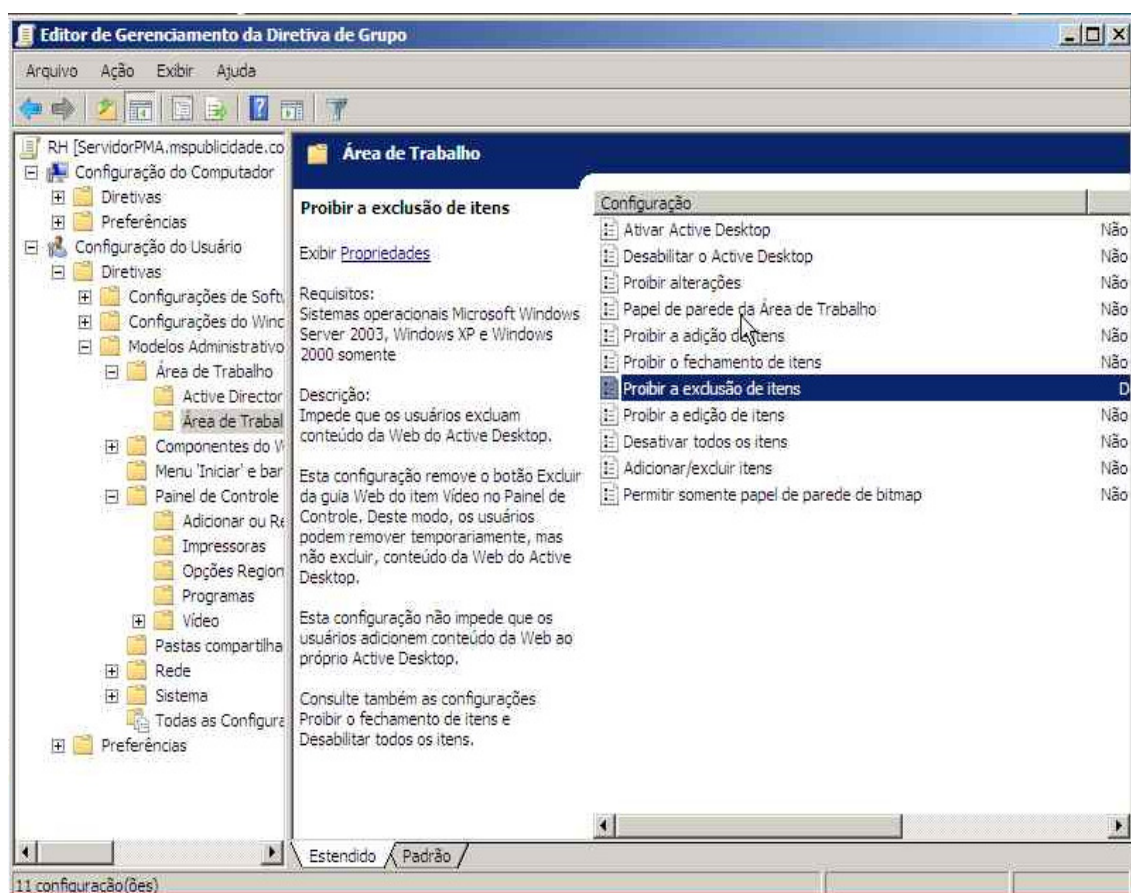 Editor de Gerenciamento da Diretiva de Grupo
Arquivo Ação Exibir Ajuda
RH [ServidorPMA.mspublicidade.co
Configuração do Computador
Diretivas
Preferências
Configuração do Usuário
Diretivas
Configurações de Softw
Configurações do Winc
Modelos Administrativo
Área de Trabalho
Active Director
Área de Trabal
Componentes do W
Menu 'Iniciar' e bar
Painel de Controle
Adicionar ou Re
Impressoras
Opções Region
Programas
Vídeo
Pastas compartilha
Rede
Sistema
Todas as Configura
Preferências
Área de Trabalho
Proibir a exclusão de itens
Exibir Propriedades
Requisitos:
Sistemas operacionais Microsoft Windows
Server 2003, Windows XP e Windows
2000 somente
Descrição:
Impede que os usuários excluam
conteúdo da Web do Active Desktop.
Esta configuração remove o botão Excluir
da guia Web do item Vídeo no Painel de
Controle. Deste modo, os usuários
podem remover temporariamente, mas
não excluir, conteúdo da Web do Active
Desktop.
Esta configuração não impede que os
usuários adicionem conteúdo da Web ao
próprio Active Desktop.
Consulte também as configurações
Proibir o fechamento de itens e
Desabilitar todos os itens.
Configuração
Ativar Active Desktop Não
Desabilitar o Active Desktop Não
Proibir alterações Não
Papel de parede da Área de Trabalho Não
Proibir a adição de itens Não
Proibir o fechamento de itens Não
Proibir a exclusão de itens D
Proibir a edição de itens Não
Desativar todos os itens Não
Adicionar/excluir itens Não
Permitir somente papel de parede de bitmap Não
Estendido Padrão
11 configuração(ões)